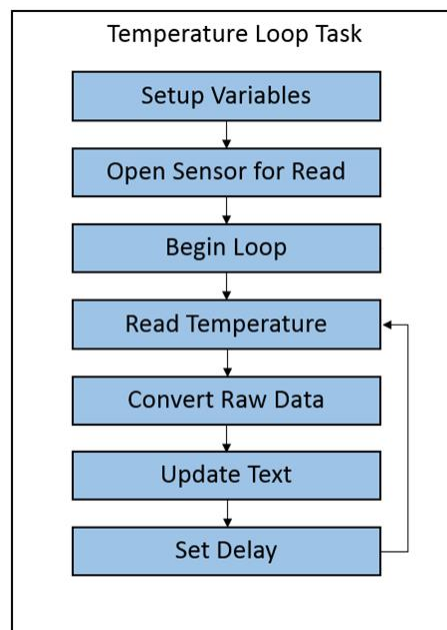 Temperature Loop Task
Setup Variables
Open Sensor for Read
Begin Loop
Read Temperature
Convert Raw Data
Update Text
Set Delay